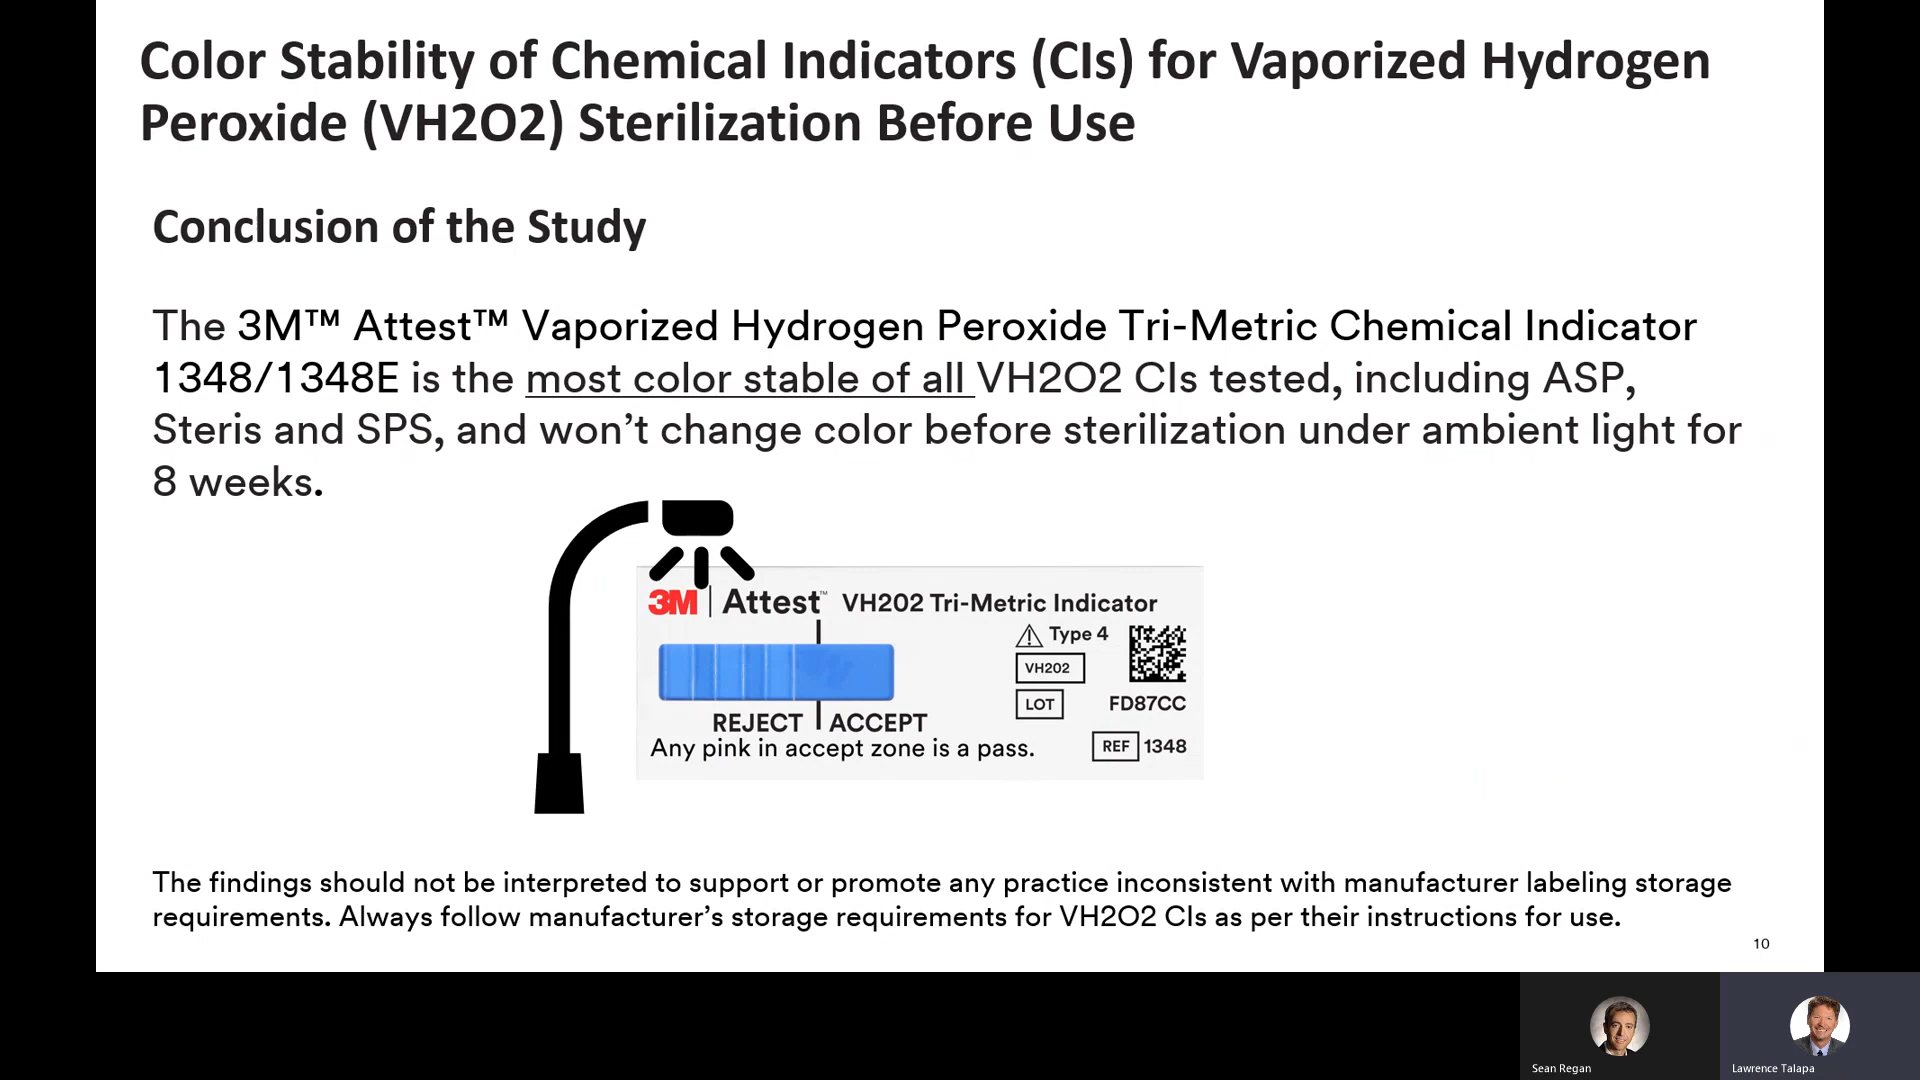 Color Stability of Chemical Indicators (CIs) for Vaporized Hydrogen
Peroxide (VH2O2) Sterilization Before Use
Conclusion of the Study
The 3M™ Attest™ Vaporized Hydrogen Peroxide Tri-Metric Chemical Indicator
1348/1348E is the most color stable of all VH2O2 CIs tested, including ASP,
Steris and SPS, and won’t change color before sterilization under ambient light for
8 weeks.
3M | Attest™ VH202 Tri-Metric Indicator
Type 4
VH202
LOT FD87CC
REJECT | ACCEPT
Any pink in accept zone is a pass.
REF 1348
The findings should not be interpreted to support or promote any practice inconsistent with manufacturer labeling storage
requirements. Always follow manufacturer’s storage requirements for VH2O2 CIs as per their instructions for use.
10
Sean Regan
Lawrence Talapa